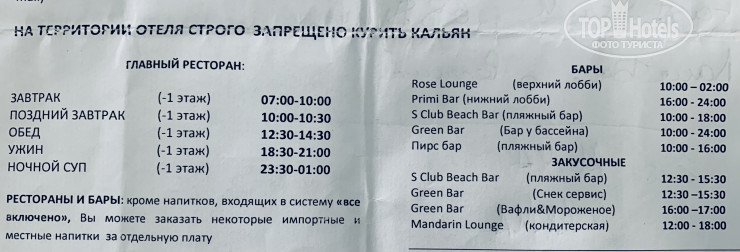 TOP Hotels
ФОТО ТУРИСТА
НА ТЕРРИТОРИИ ОТЕЛЯ СТРОГО ЗАПРЕЩЕНО КУРИТЬ КАЛЬЯН
ГЛАВНЫЙ РЕСТОРАН:
ЗАВТРАК (-1 этаж) 07:00-10:00
ПОЗДНИЙ ЗАВТРАК (-1 этаж) 10:00-10:30
ОБЕД (-1 этаж) 12:30-14:30
УЖИН (-1 этаж) 18:30-21:00
НОЧНОЙ СУП (-1 этаж) 23:30-01:00
РЕСТОРАНЫ И БАРЫ: кроме напитков, входящих в систему «все
включено», Вы можете заказать некоторые импортные и
местные напитки за отдельную плату
БАРЫ
Rose Lounge (верхний лобби) 10:00 – 02:00
Primi Bar (нижний лобби) 16:00 - 24:00
S Club Beach Bar (пляжный бар) 10:00 - 18:00
Green Bar (Бар у бассейна) 10:00 - 24:00
Пирс бар (пляжный бар) 10:00 - 16:00
ЗАКУСОЧНЫЕ
S Club Beach Bar (пляжный бар) 12:30 - 15:30
Green Bar (Снек сервис) 12:30 –15:30
Green Bar (Вафли&Мороженое) 16:00 –17:00
Mandarin Lounge (кондитерская) 12:00 - 18:00